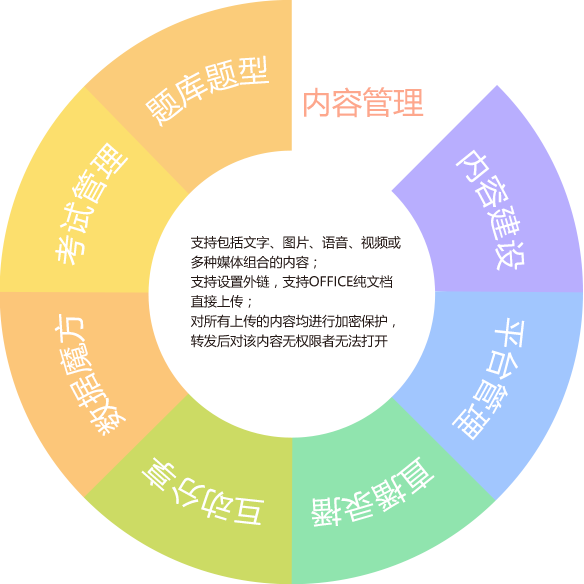 内容管理
内容建设
平台管理
直播录播
互动分享
数据魔方
考试管理
题库题型
支持包括文字、图片、语音、视频或
多种媒体组合的内容；
支持设置外链，支持OFFICE纯文档
直接上传；
对所有上传的内容均进行加密保护，
转发后对该内容无权限者无法打开